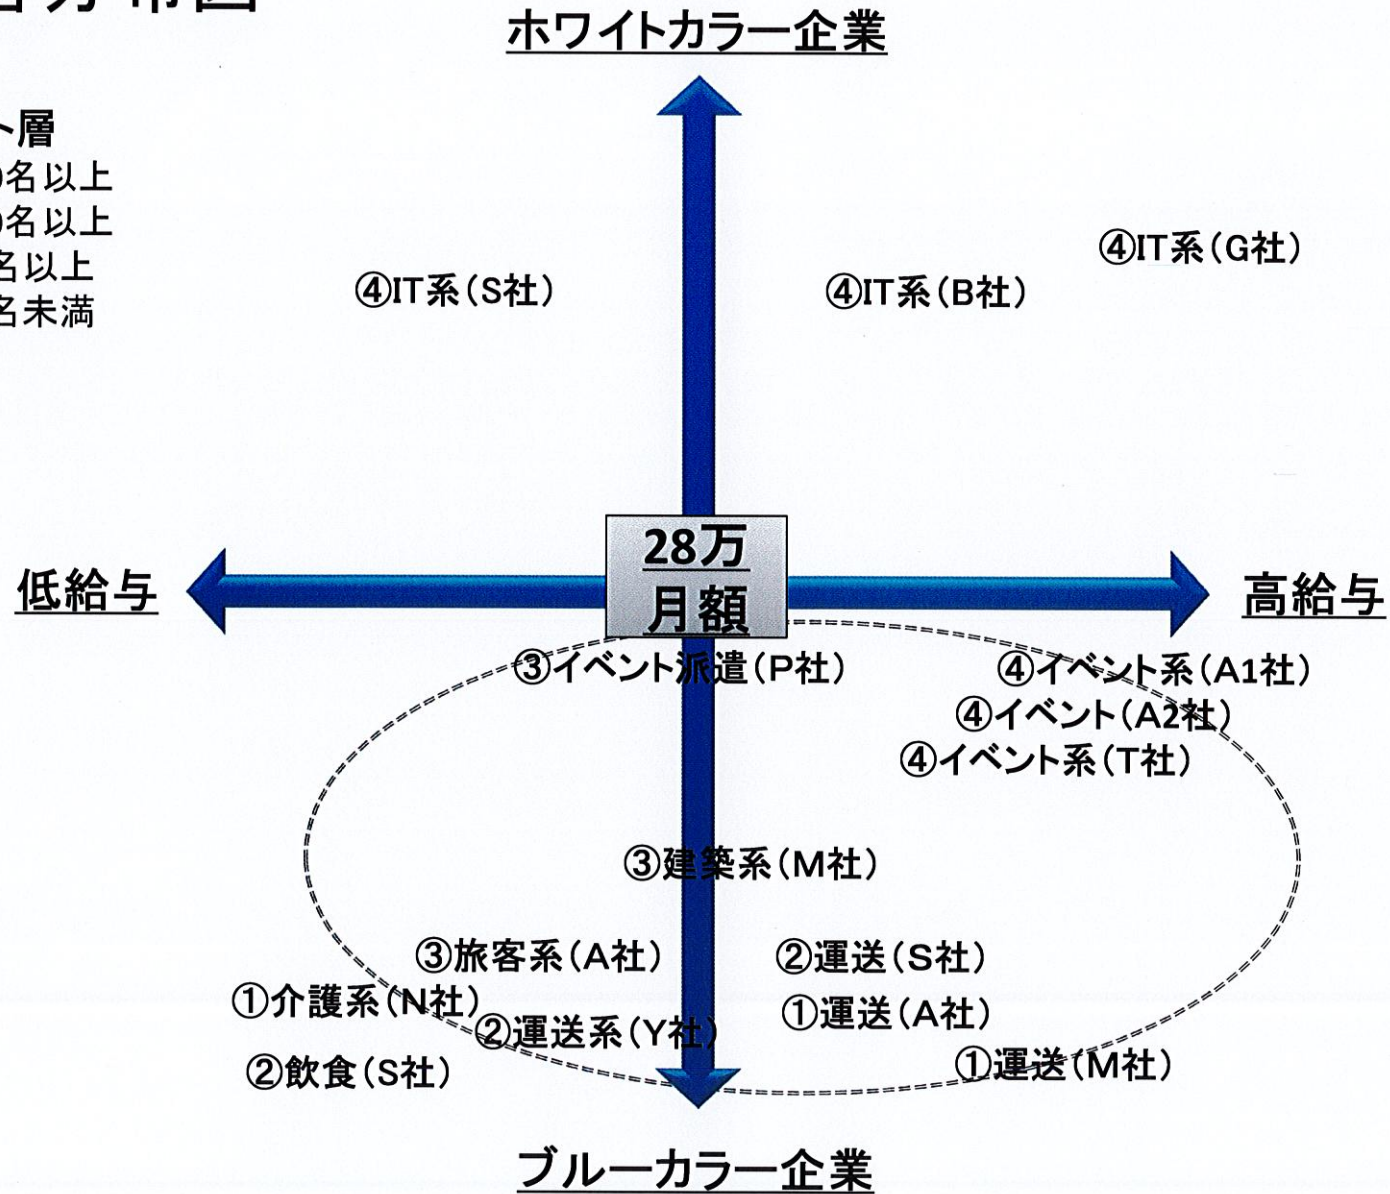 ホワイトカラー企業
ト層
名以上
名以上
名以上
名未満
④IT系(S社)
④IT系(B社)
④IT系(G社)
28万
月額
低給与
高給与
③イベント派遣(P社)
④イベント系(A1社)
④イベント(A2社)
④イベント系(T社)
③建築系(M社)
③旅客系(A社)
②運送(S社)
①介護系(N社)
①運送(A社)
②運送系(Y社)
②飲食(S社)
①運送(M社)
ブルーカラー企業